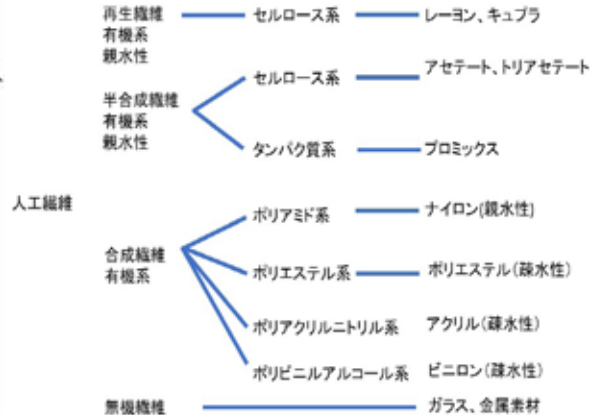 再生繊維 セルロース系 レーヨン、キュプラ
有機系
親水性
セルロース系 アセテート、トリアセテート
半合成繊維
有機系
親水性
タンパク質系 プロミックス
人工繊維
ポリアミド系 ナイロン(親水性)
合成繊維
有機系
ポリエステル系 ポリエステル(疎水性)
ポリアクリルニトリル系 アクリル(疎水性)
ポリビニルアルコール系 ビニロン(疎水性)
無機繊維 ガラス、金属素材